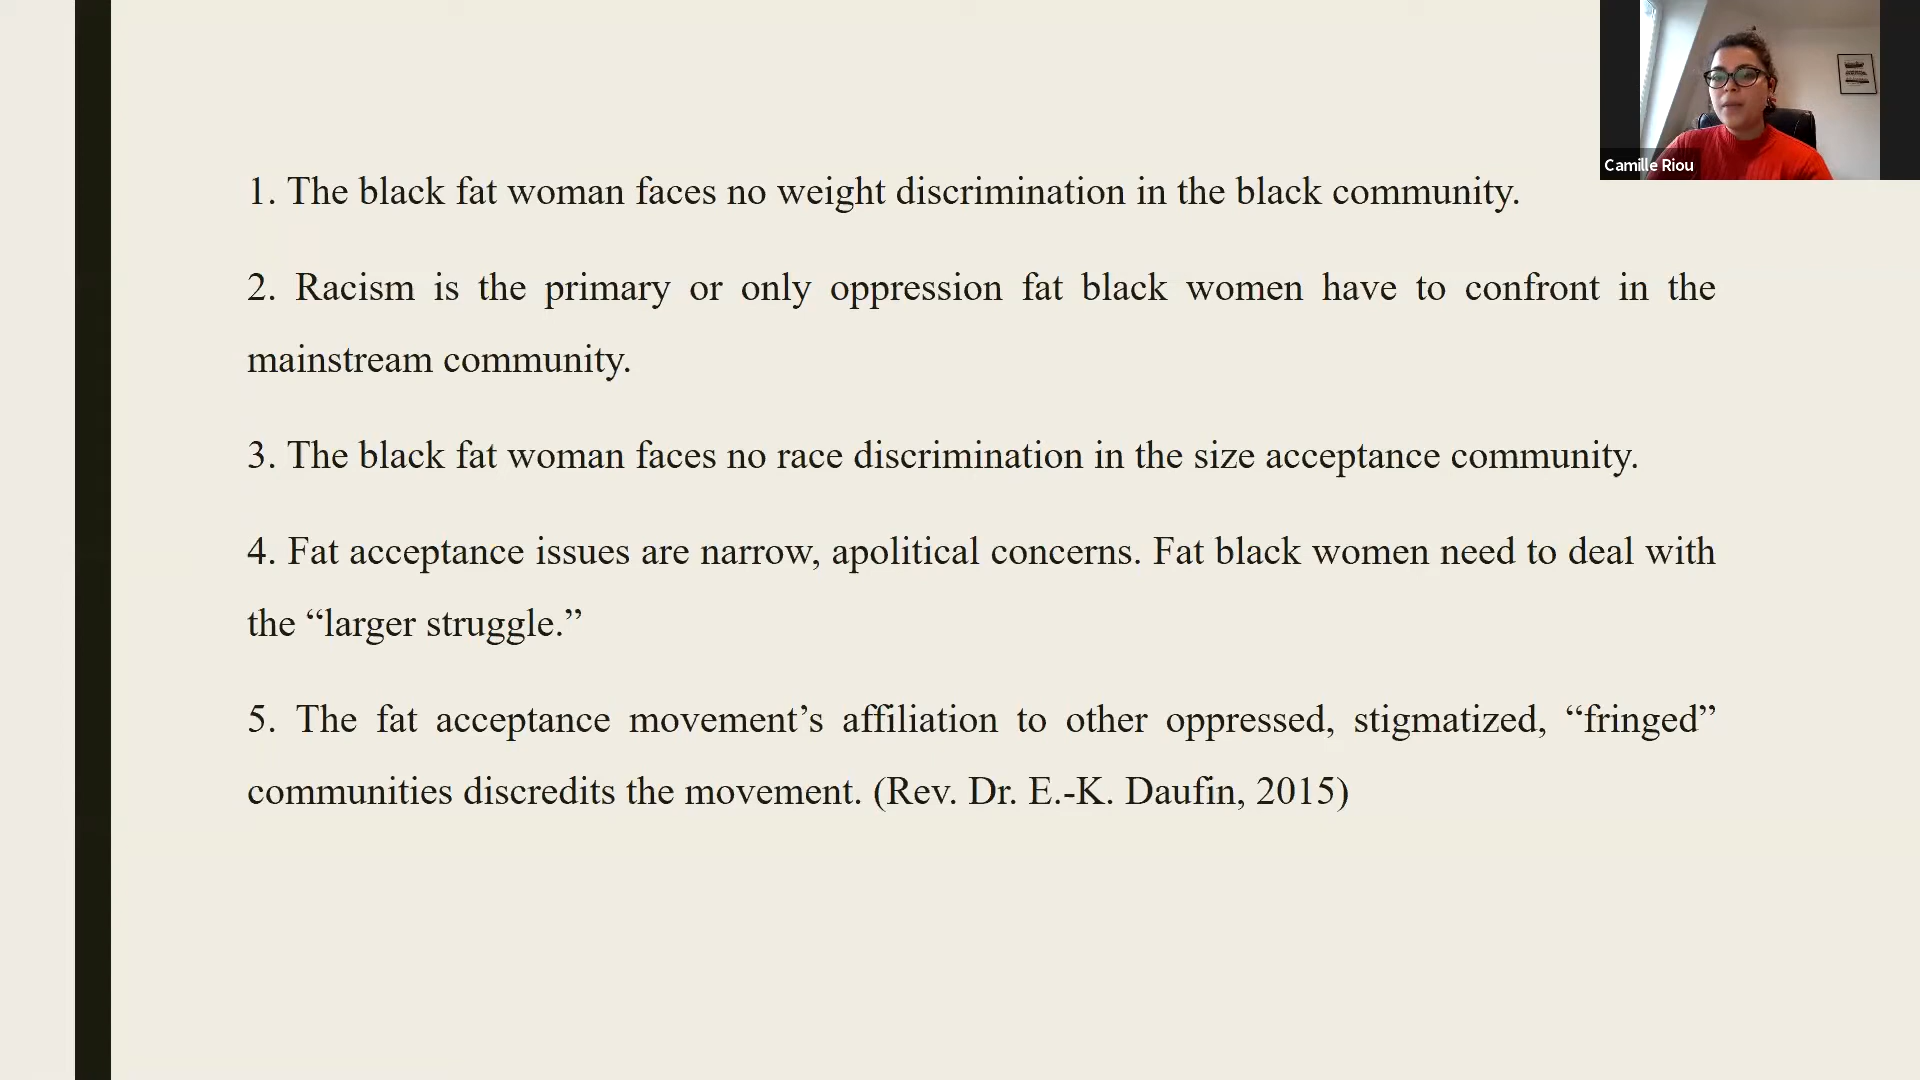 Camille Riou
1. The black fat woman faces no weight discrimination in the black community.
2. Racism is the primary or only oppression fat black women have to confront in the
mainstream community.
3. The black fat woman faces no race discrimination in the size acceptance community.
4. Fat acceptance issues are narrow, apolitical concerns. Fat black women need to deal with
the “larger struggle.”
5. The fat acceptance movement’s affiliation to other oppressed, stigmatized, “fringed”
communities discredits the movement. (Rev. Dr. E.-K. Daufin, 2015)